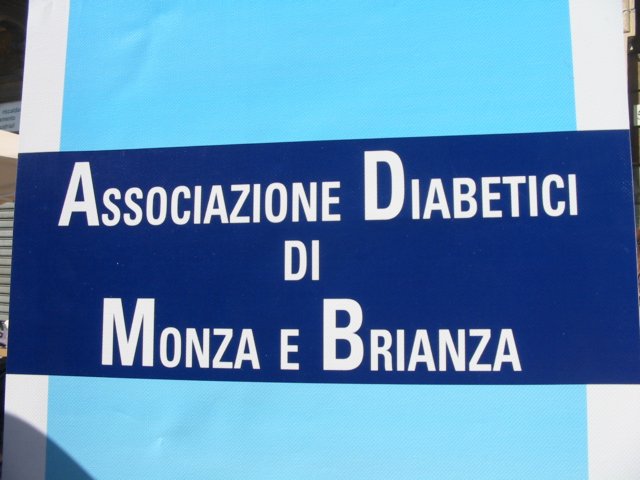 ASSOCIAZIONE DIABETICI
DI
MONZA E BRIANZA